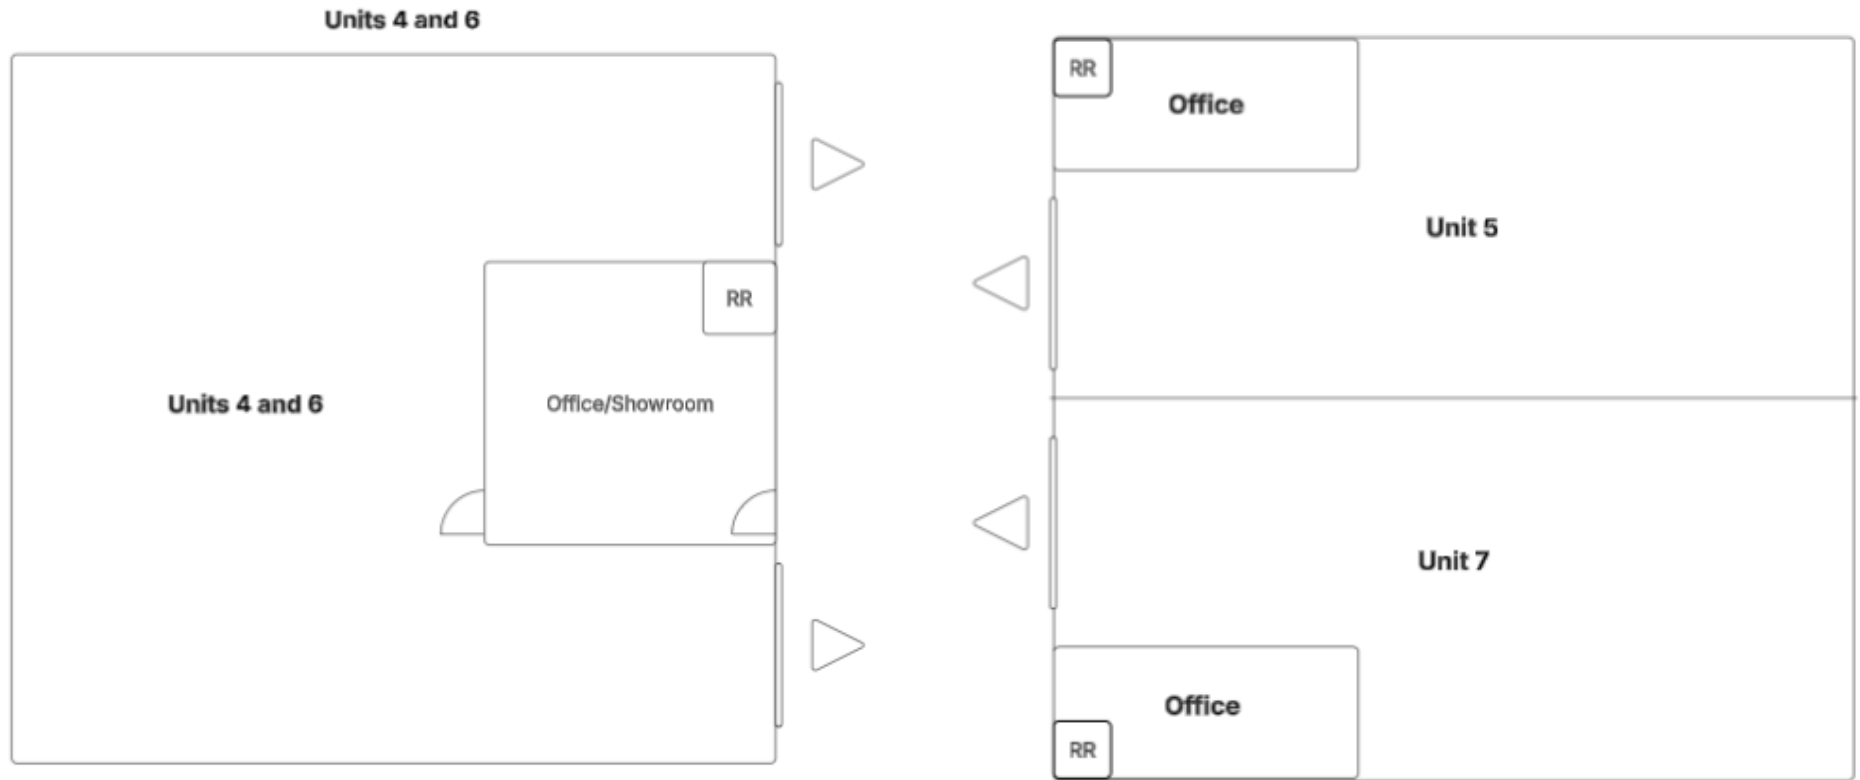 Units 4 and 6
RR
Office/Showroom
Units 4 and 6
RR
Office
Unit 5
Unit 7
Office
RR